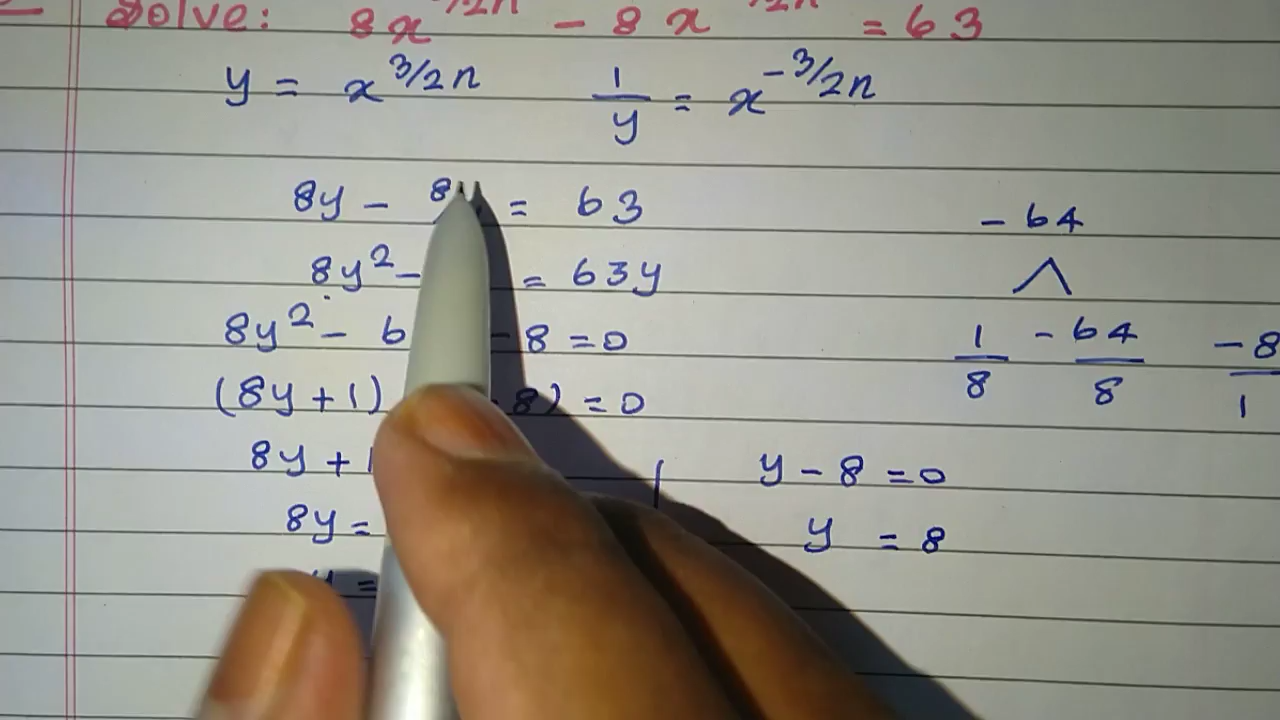 Solve: 8x - 8x = 63
y = x^3/2n 1/y = x^-3/2n
8y - 8 = 63
8y² - = 63y
8y² - 6 - 8 = 0
(8y + 1) - 8) = 0
8y + 1
8y =
y =
y - 8 = 0
y = 8
- 64
1/8 - 64/8 - 8/1